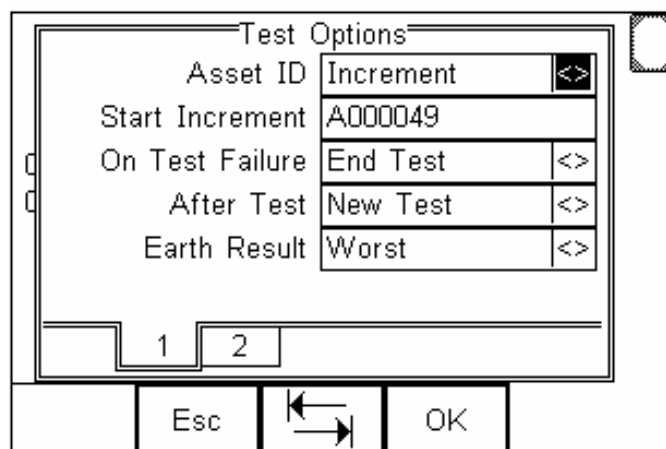 Test Options
Asset ID Increment <>
Start Increment A000049
On Test Failure End Test <>
After Test New Test <>
Earth Result Worst <>
1 2
Esc OK